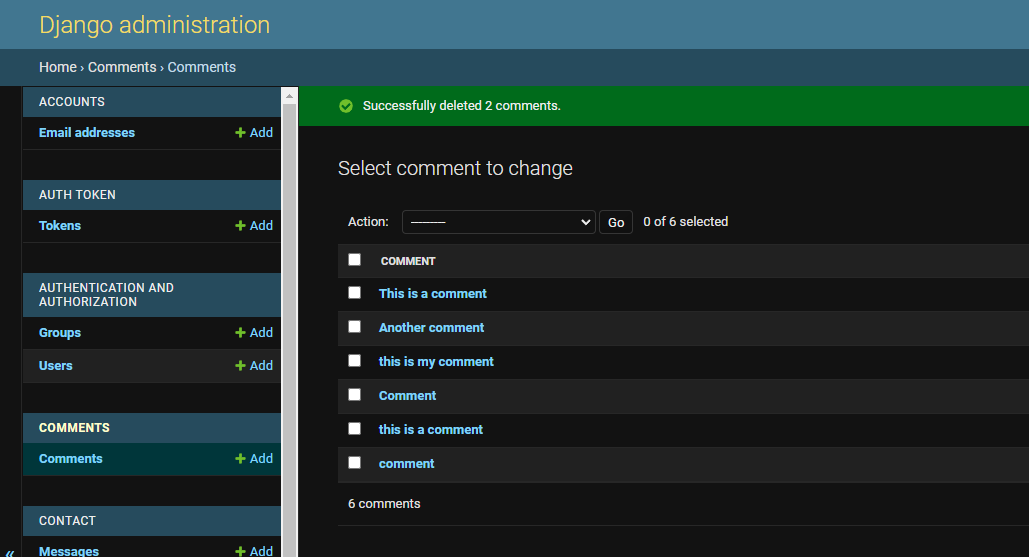 Django administration
Home › Comments › Comments
ACCOUNTS
Email addresses
+ Add
AUTH TOKEN
Tokens
+ Add
AUTHENTICATION AND
AUTHORIZATION
Groups
+ Add
Users
+ Add
COMMENTS
Comments
+ Add
CONTACT
Messages
+ Add
«
Successfully deleted 2 comments.
Select comment to change
Action:
---------
Go
0 of 6 selected
COMMENT
This is a comment
Another comment
this is my comment
Comment
this is a comment
comment
6 comments